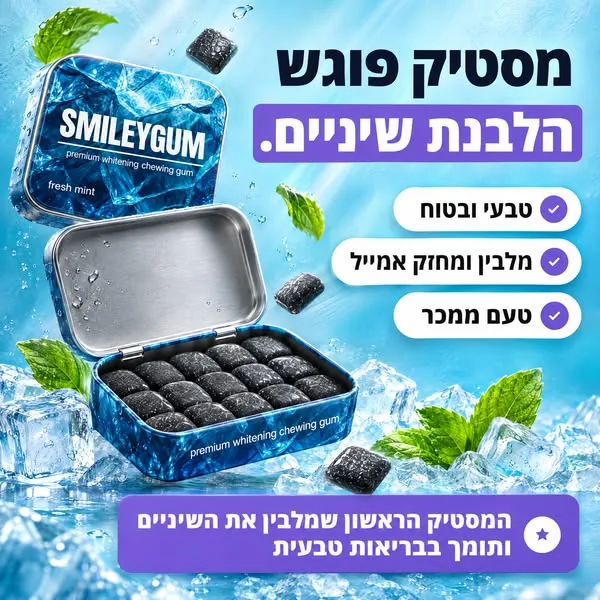 מסטיק פוגש
הלבנת שיניים.
טבעי ובטוח
מלבין ומחזק אמייל
טעם ממכר
SMILEYGUM
premium whitening chewing gum
fresh mint
premium whitening chewing gum
המסטיק הראשון שמלבין את השיניים
ותומך בבריאות טבעית